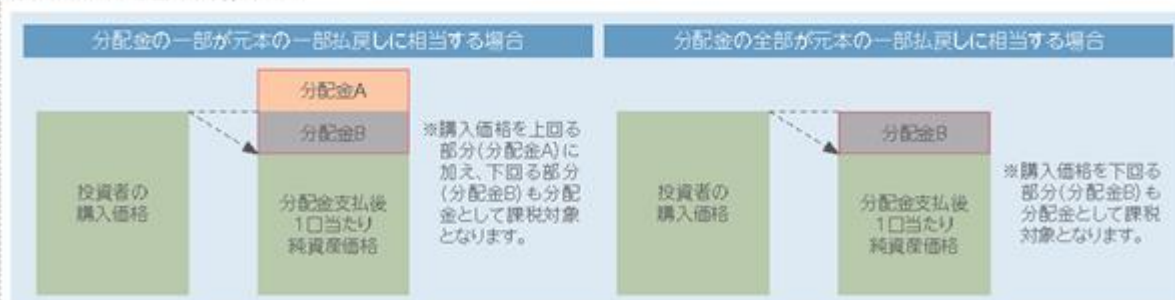 分配金の一部が元本の一部払戻しに相当する場合
分配金A
分配金B
投資者の
購入価格
分配金支払後
1口当たり
純資産価格
※購入価格を上回る
部分(分配金A)に
加え、下回る部分
(分配金B)も分配
金として課税対象
となります。
分配金の全部が元本の一部払戻しに相当する場合
分配金B
投資者の
購入価格
分配金支払後
1口当たり
純資産価格
※購入価格を下回る
部分(分配金B)も
分配金として課税
対象となります。